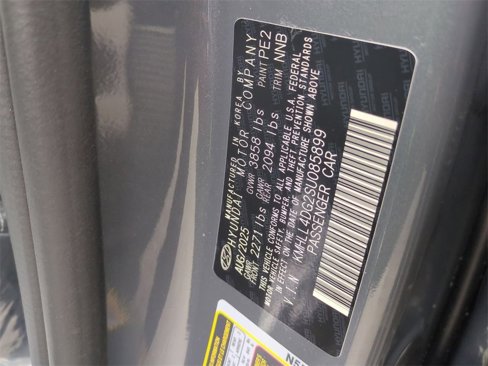 MANUFACTURED IN KOREA BY
HYUNDAI MOTOR COMPANY
AUG/2025 GVWR 3858 lbs PAINT PE2
GAWR FRONT 2271 lbs GAWR REAR 2094 lbs TRIM NNB
THIS VEHICLE CONFORMS TO ALL APPLICABLE U.S.A. FEDERAL
MOTOR VEHICLE SAFETY, BUMPER, AND THEFT PREVENTION STANDARDS
IN EFFECT ON THE DATE OF MANUFACTURE SHOWN ABOVE
V.I.N KMHLL4DG2SU085899
PASSENGER CAR